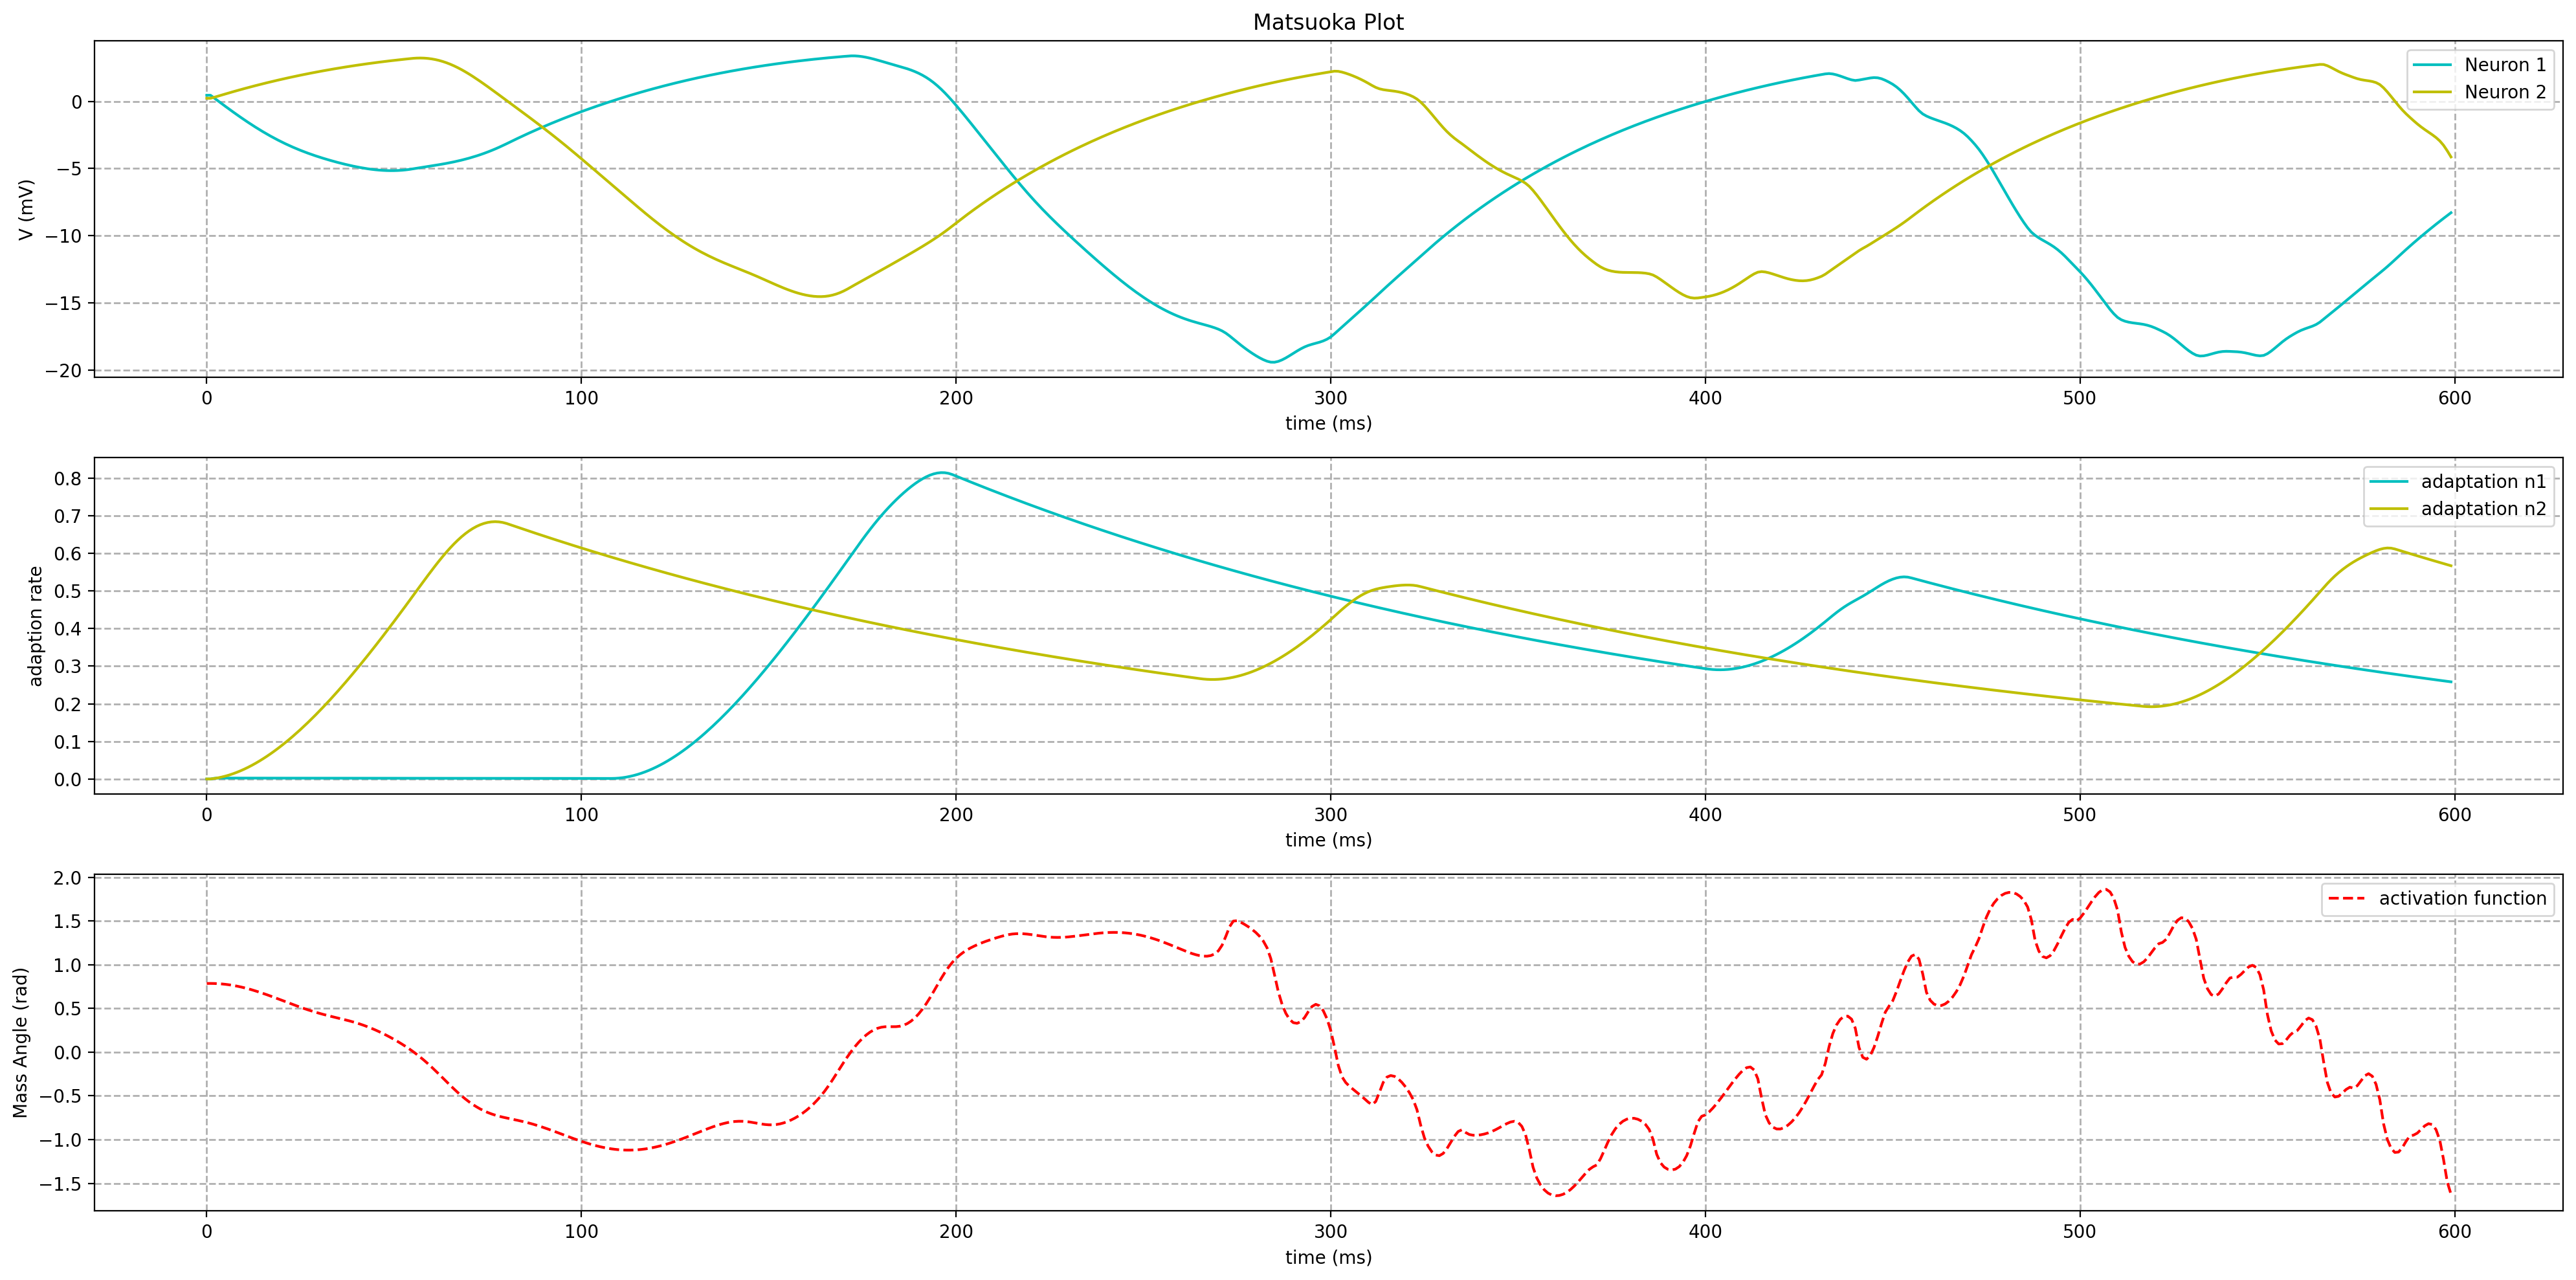 Matsuoka Plot
Neuron 1
Neuron 2
V (mV)
0
−5
−10
−15
−20
0 100 200 300 400 500 600
time (ms)
adaptation n1
adaptation n2
adaption rate
0.8
0.7
0.6
0.5
0.4
0.3
0.2
0.1
0.0
0 100 200 300 400 500 600
time (ms)
activation function
Mass Angle (rad)
2.0
1.5
1.0
0.5
0.0
−0.5
−1.0
−1.5
0 100 200 300 400 500 600
time (ms)